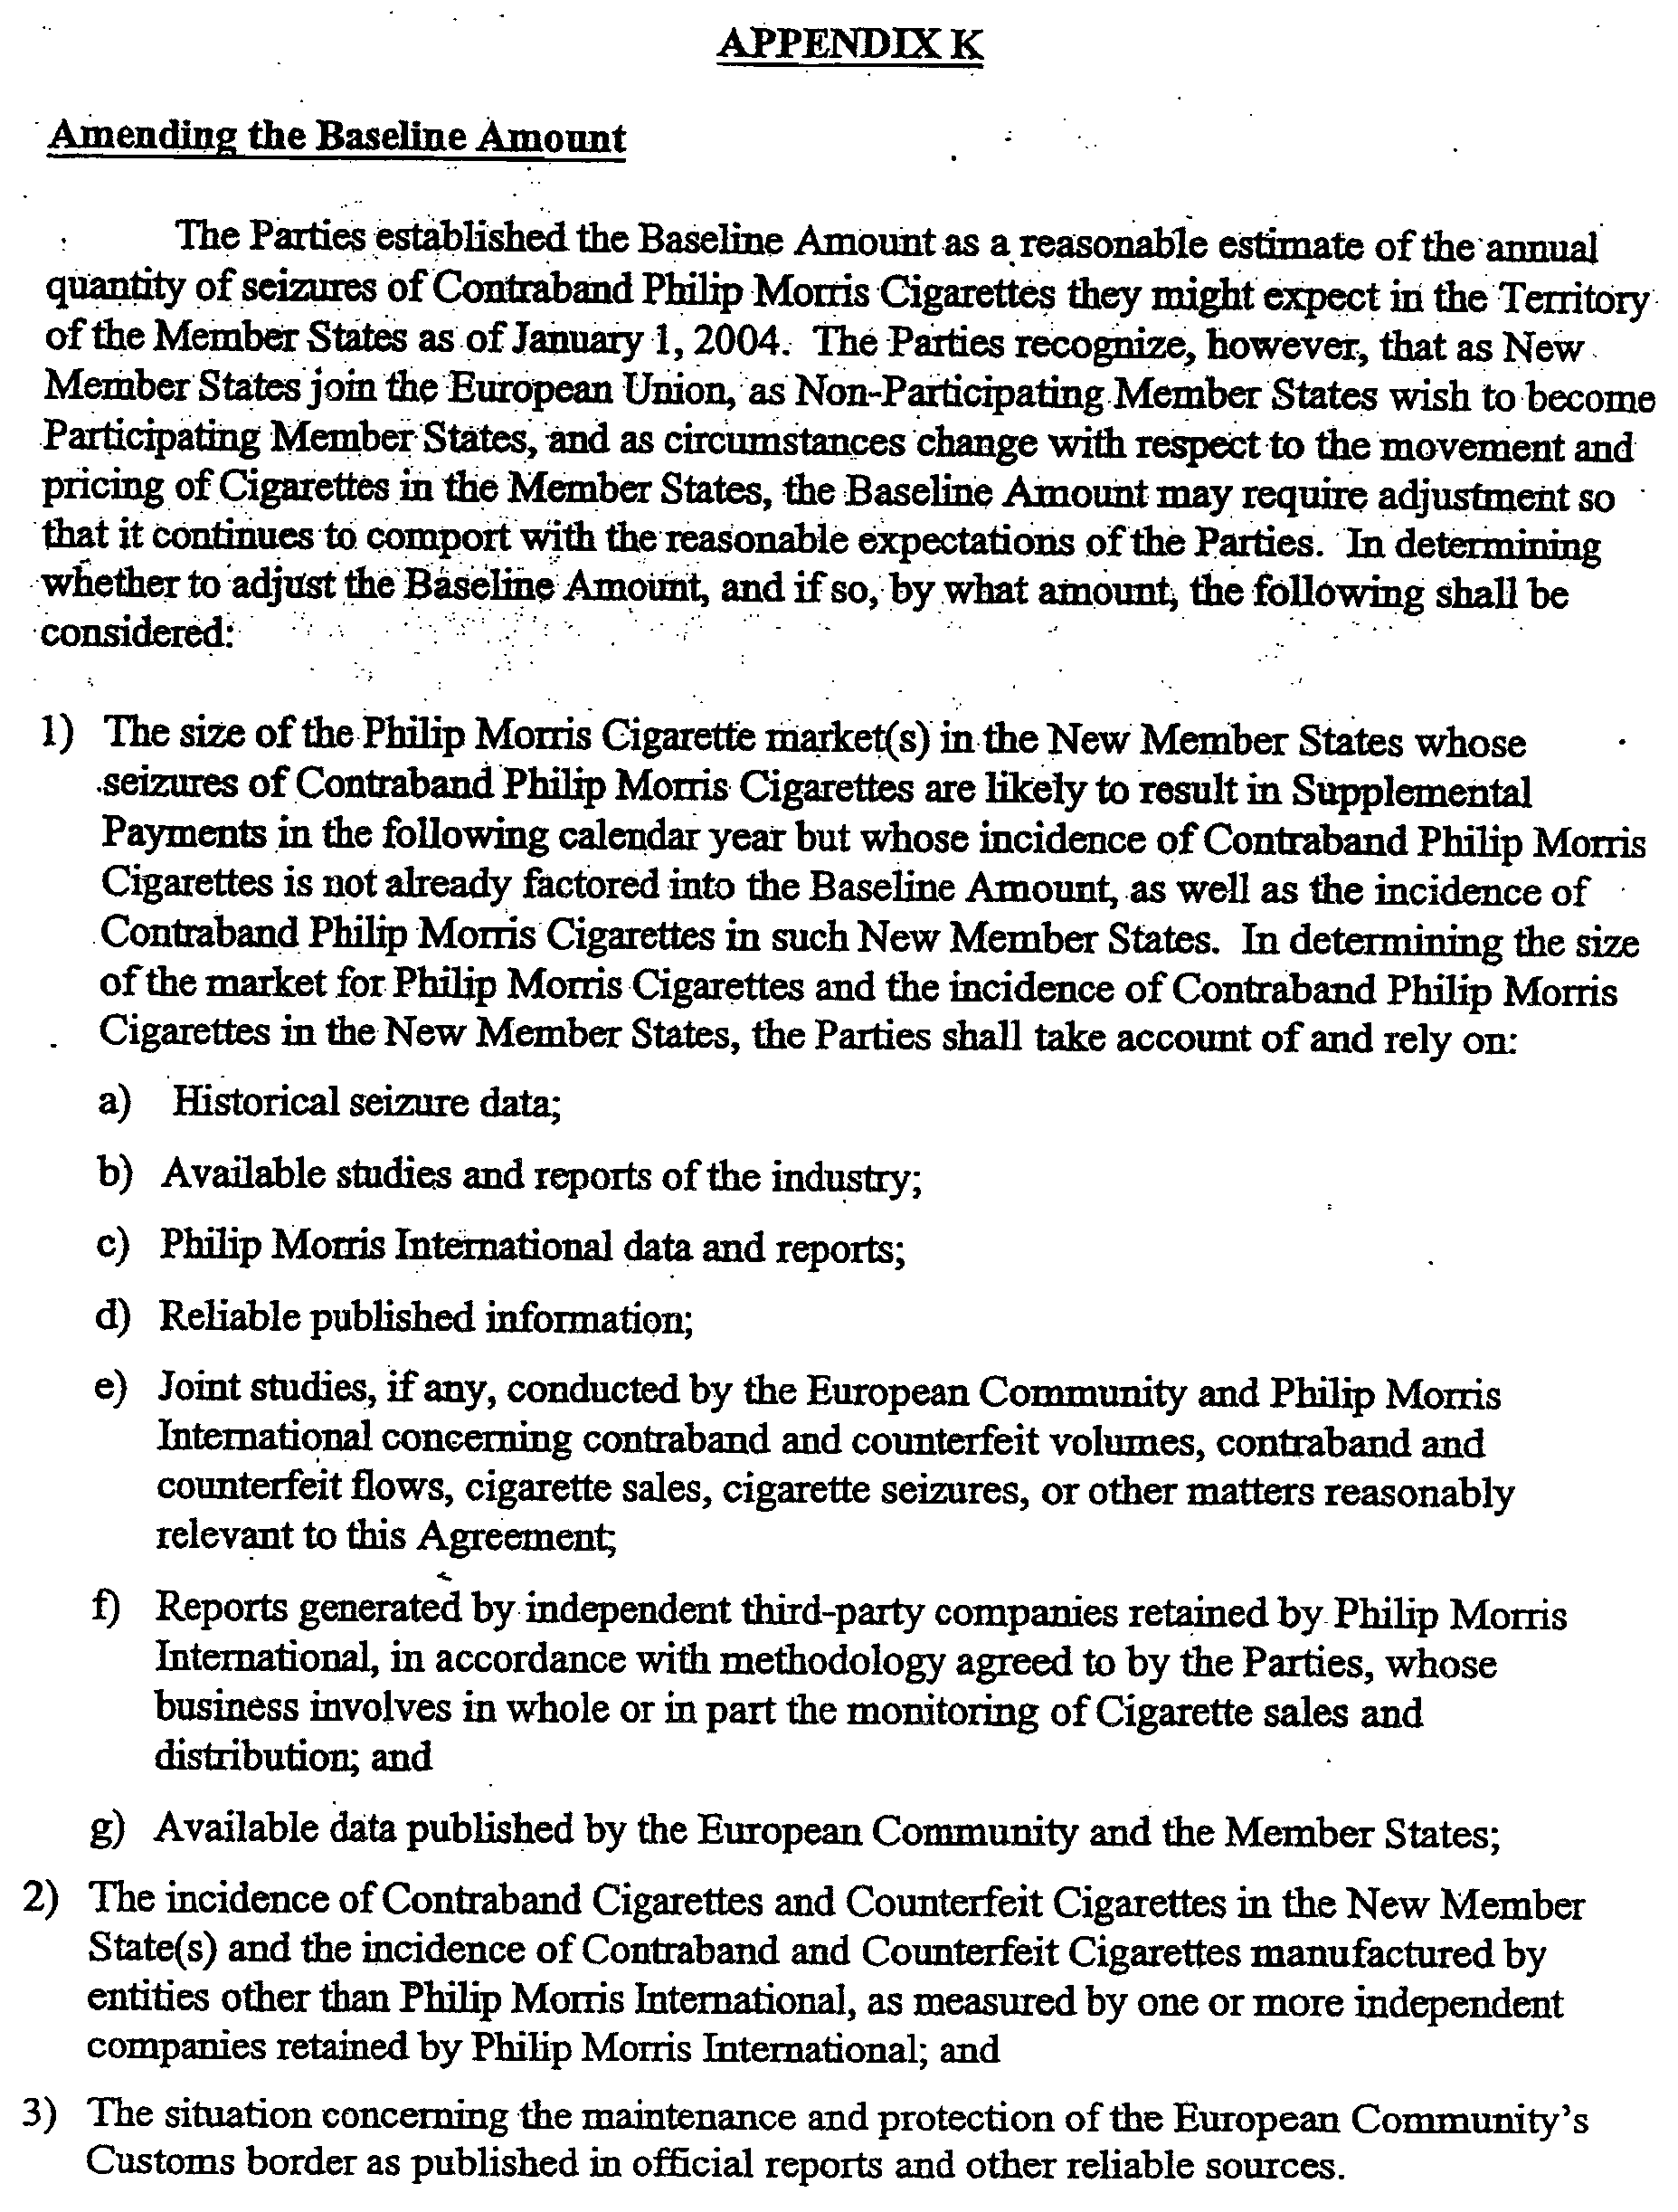 APPENDIX K
Amending the Baseline Amount
The Parties established the Baseline Amount as a reasonable estimate of the annual
quantity of seizures of Contraband Philip Morris Cigarettes they might expect in the Territory
of the Member States as of January 1, 2004. The Parties recognize, however, that as New
Member States join the European Union, as Non-Participating Member States wish to become
Participating Member States, and as circumstances change with respect to the movement and
pricing of Cigarettes in the Member States, the Baseline Amount may require adjustment so
that it continues to comport with the reasonable expectations of the Parties. In determining
whether to adjust the Baseline Amount, and if so, by what amount, the following shall be
considered:
1) The size of the Philip Morris Cigarette market(s) in the New Member States whose
seizures of Contraband Philip Morris Cigarettes are likely to result in Supplemental
Payments in the following calendar year but whose incidence of Contraband Philip Morris
Cigarettes is not already factored into the Baseline Amount, as well as the incidence of
Contraband Philip Morris Cigarettes in such New Member States. In determining the size
of the market for Philip Morris Cigarettes and the incidence of Contraband Philip Morris
Cigarettes in the New Member States, the Parties shall take account of and rely on:
a) Historical seizure data;
b) Available studies and reports of the industry;
c) Philip Morris International data and reports;
d) Reliable published information;
e) Joint studies, if any, conducted by the European Community and Philip Morris
International concerning contraband and counterfeit volumes, contraband and
counterfeit flows, cigarette sales, cigarette seizures, or other matters reasonably
relevant to this Agreement;
f) Reports generated by independent third-party companies retained by Philip Morris
International, in accordance with methodology agreed to by the Parties, whose
business involves in whole or in part the monitoring of Cigarette sales and
distribution; and
g) Available data published by the European Community and the Member States;
2) The incidence of Contraband Cigarettes and Counterfeit Cigarettes in the New Member
State(s) and the incidence of Contraband and Counterfeit Cigarettes manufactured by
entities other than Philip Morris International, as measured by one or more independent
companies retained by Philip Morris International; and
3) The situation concerning the maintenance and protection of the European Community's
Customs border as published in official reports and other reliable sources.